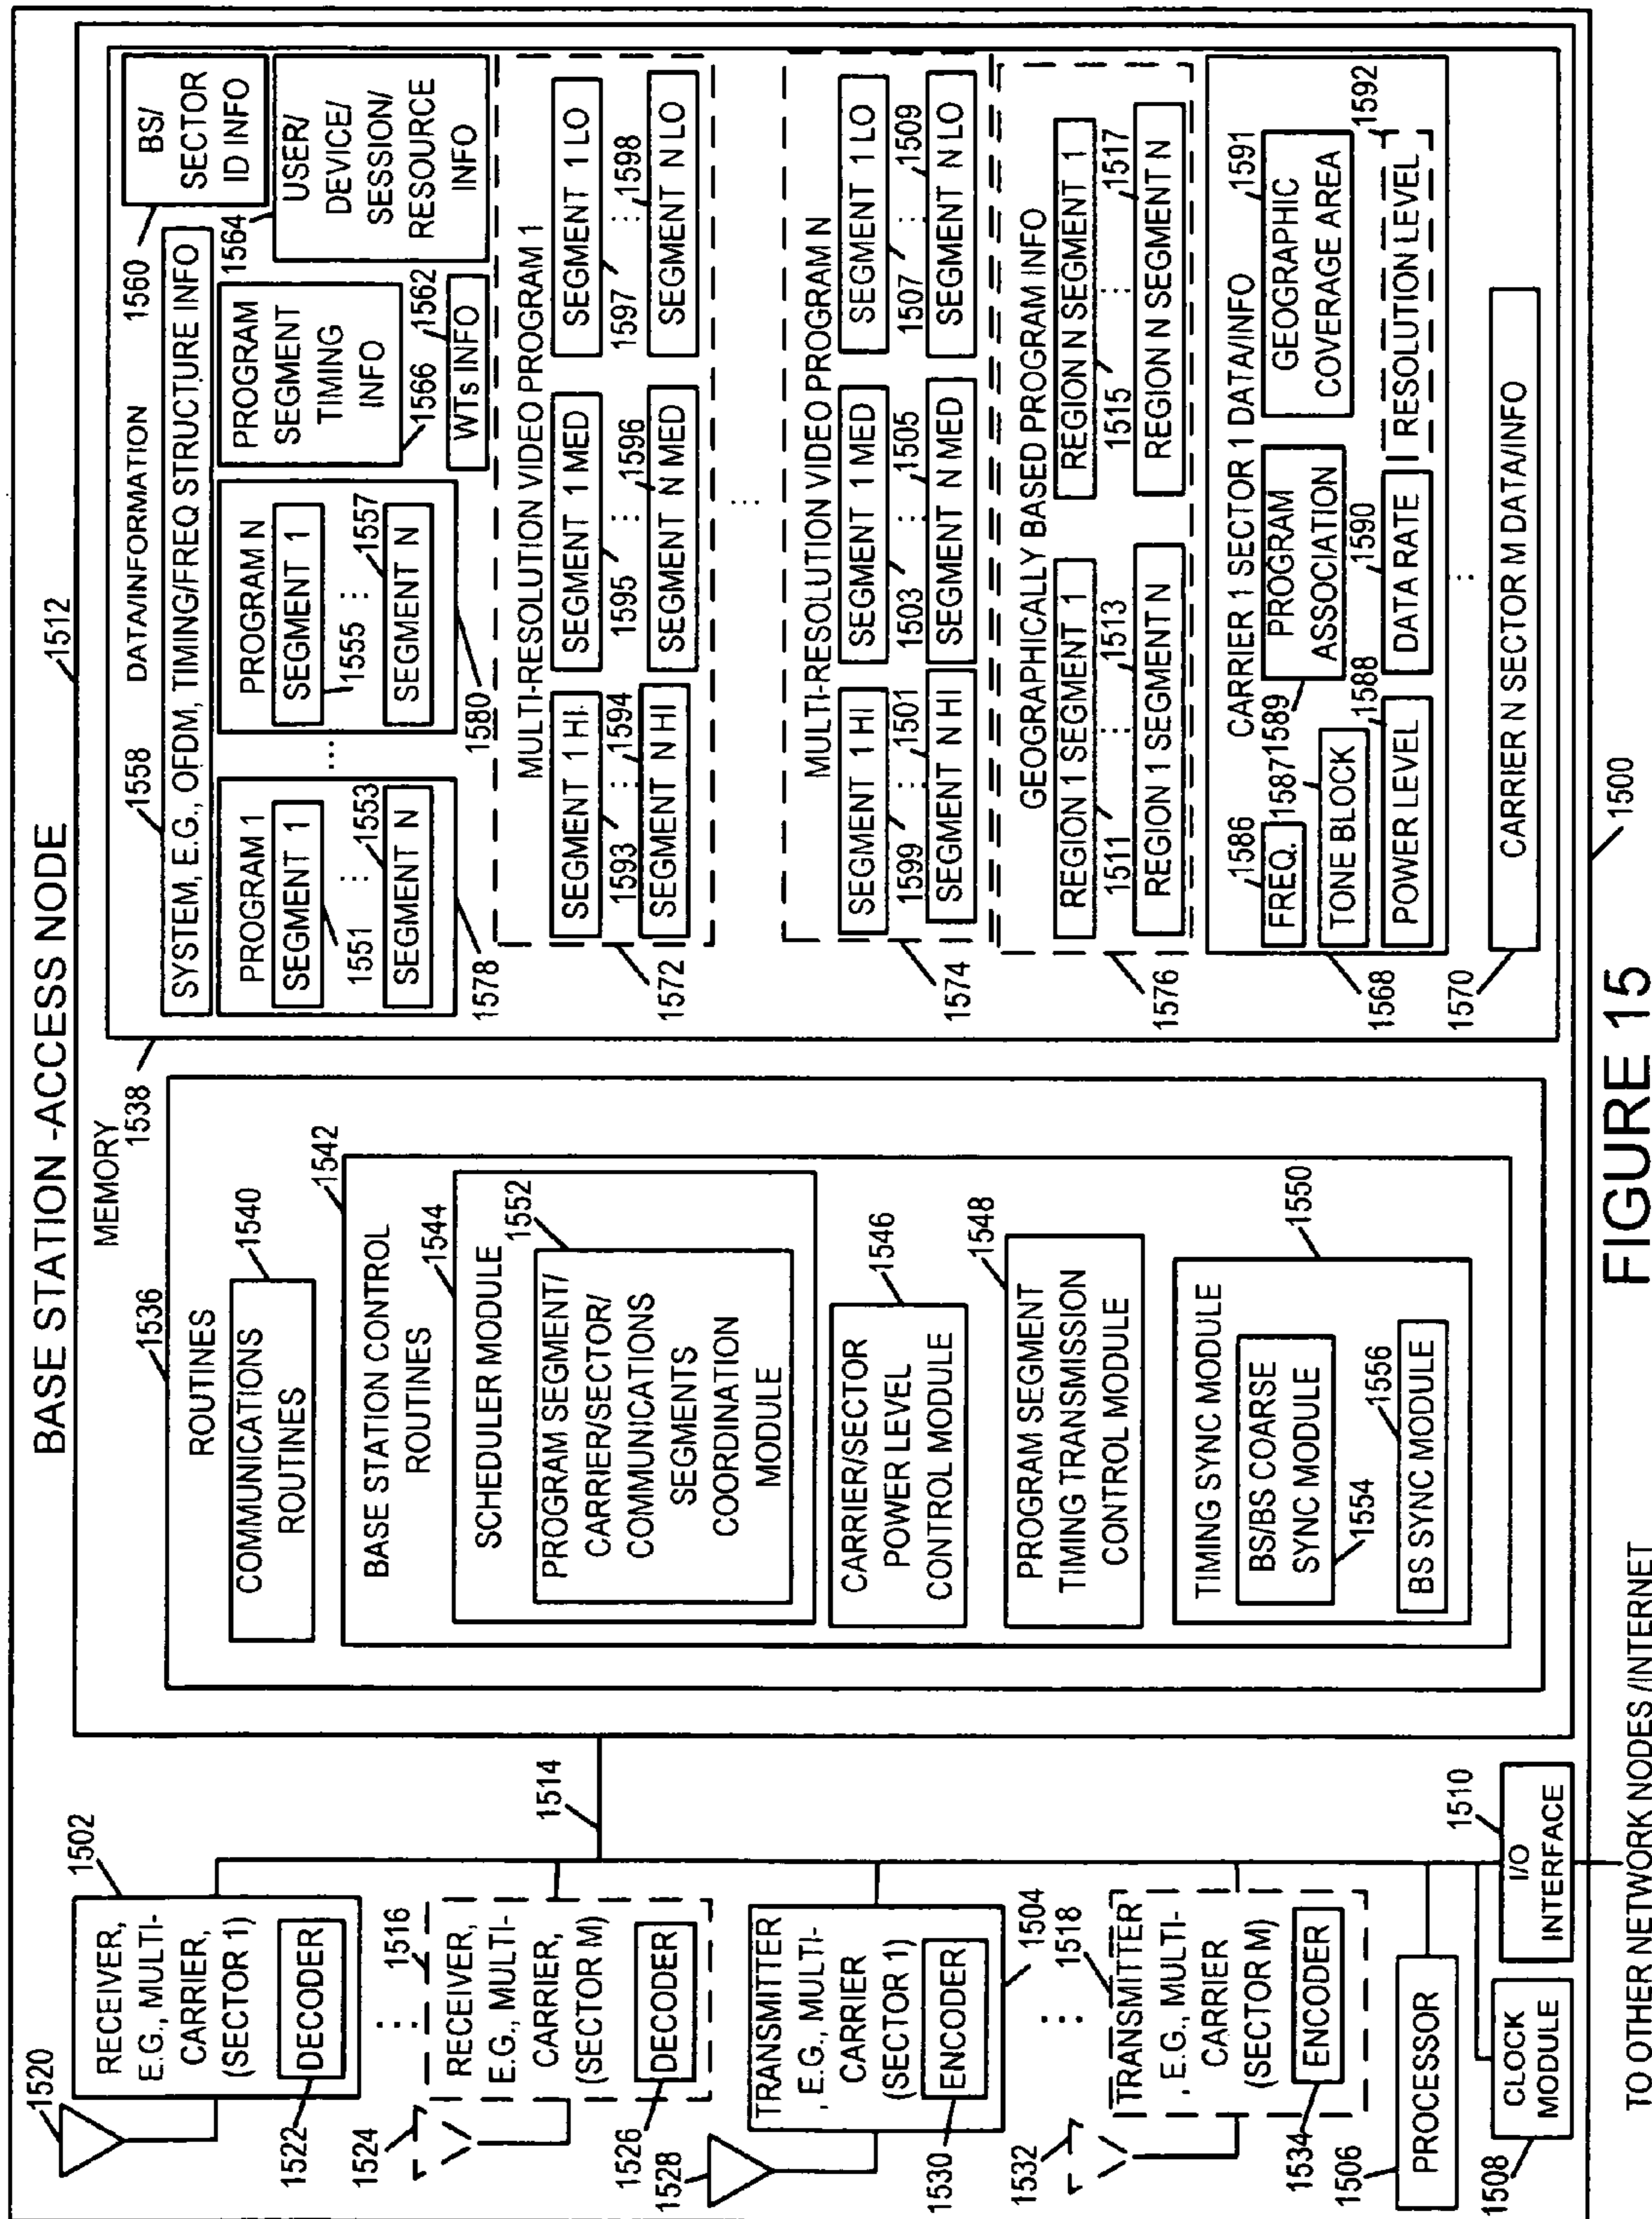 BASE STATION -ACCESS NODE
1512
1520
1502
RECEIVER,
E.G., MULTI-
CARRIER,
(SECTOR 1)
DECODER
1522
1516
1524
RECEIVER,
E.G., MULTI-
CARRIER,
(SECTOR M)
DECODER
1526
1528
TRANSMITTER
, E.G., MULTI-
CARRIER
(SECTOR 1)
ENCODER
1530
1504
1518
1532
TRANSMITTER
, E.G., MULTI-
CARRIER
(SECTOR M)
ENCODER
1534
1506
PROCESSOR
1508
CLOCK
MODULE
1510
I/O
INTERFACE
1514
TO OTHER NETWORK NODES /INTERNET
MEMORY
1536
1538
ROUTINES
COMMUNICATIONS
ROUTINES
1540
1542
BASE STATION CONTROL
ROUTINES
1544
SCHEDULER MODULE
1552
PROGRAM SEGMENT/
CARRIER/SECTOR/
COMMUNICATIONS
SEGMENTS
COORDINATION
MODULE
CARRIER/SECTOR
POWER LEVEL
CONTROL MODULE
1546
PROGRAM SEGMENT
TIMING TRANSMISSION
CONTROL MODULE
1548
TIMING SYNC MODULE
1550
BS/BS COARSE
SYNC MODULE
1554
1556
BS SYNC MODULE
DATA/INFORMATION
1558
SYSTEM, E.G., OFDM, TIMING/FREQ STRUCTURE INFO
1560
BS/
SECTOR
ID INFO
PROGRAM 1
SEGMENT 1
1551 ⋮ 1553
SEGMENT N
1578
...
PROGRAM N
SEGMENT 1
1555 ⋮ 1557
SEGMENT N
1580
PROGRAM
SEGMENT
TIMING
INFO
1566
1564
USER/
DEVICE/
SESSION/
RESOURCE
INFO
1562
WTs INFO
MULTI-RESOLUTION VIDEO PROGRAM 1
SEGMENT 1 HI SEGMENT 1 MED SEGMENT 1 LO
1593 ⋮ 1594 1595 ⋮ 1596 1597 ⋮ 1598
SEGMENT N HI SEGMENT N MED SEGMENT N LO
1572
⋮
MULTI-RESOLUTION VIDEO PROGRAM N
SEGMENT 1 HI SEGMENT 1 MED SEGMENT 1 LO
1599 ⋮ 1501 1503 ⋮ 1505 1507 ⋮ 1509
SEGMENT N HI SEGMENT N MED SEGMENT N LO
1574
GEOGRAPHICALLY BASED PROGRAM INFO
REGION 1 SEGMENT 1 REGION N SEGMENT 1
1511 ⋮ 1513 1515 ⋮ 1517
REGION 1 SEGMENT N REGION N SEGMENT N
1576
CARRIER 1 SECTOR 1 DATA/INFO
1586
FREQ.
1587
TONE BLOCK
1588
POWER LEVEL
1589
PROGRAM
ASSOCIATION
1590
DATA RATE
1591
GEOGRAPHIC
COVERAGE AREA
1592
RESOLUTION LEVEL
1568
⋮
1570
CARRIER N SECTOR M DATA/INFO
1500
FIGURE 15